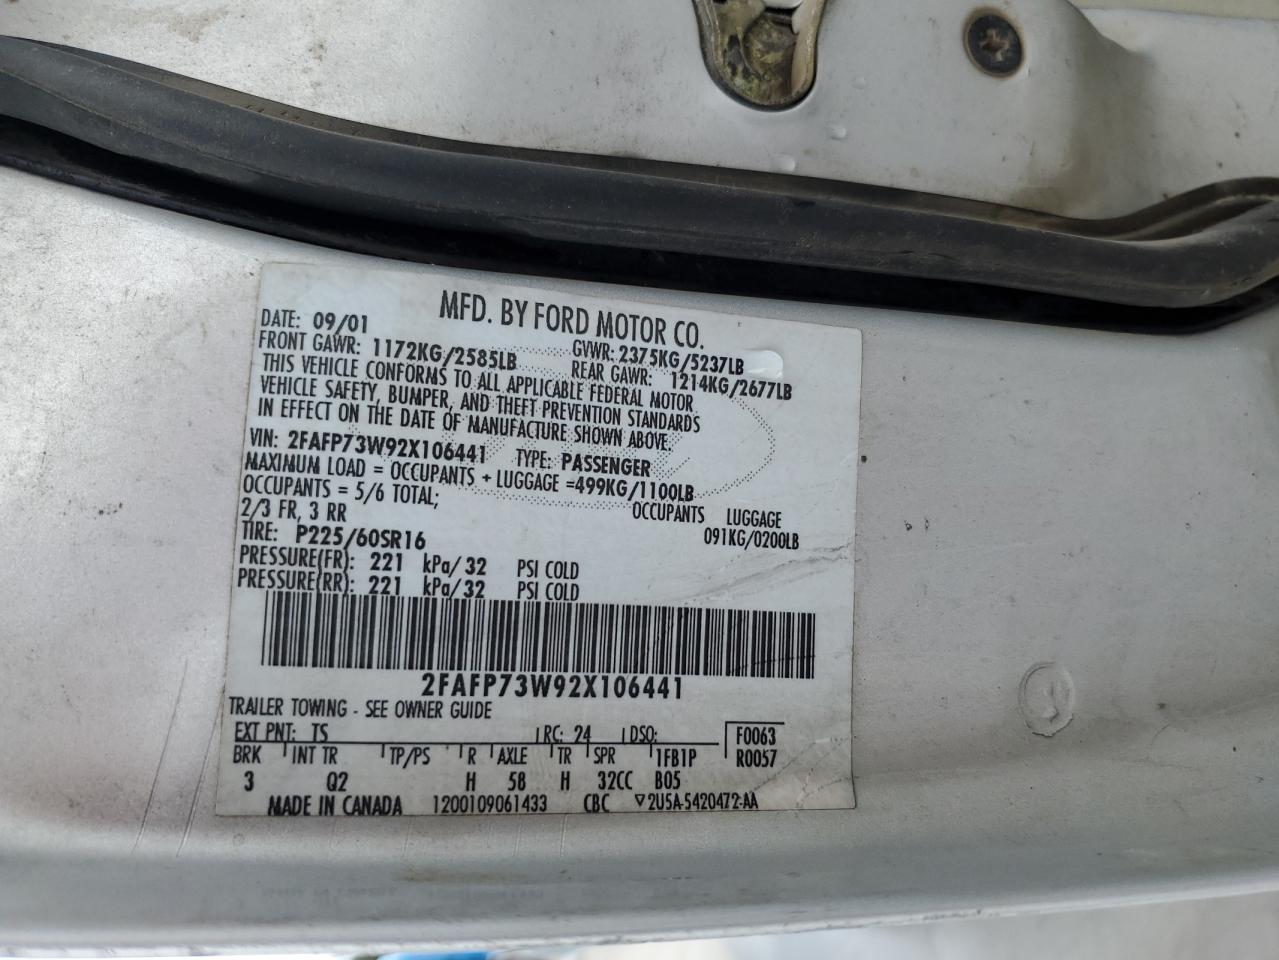 MFD. BY FORD MOTOR CO.
DATE: 09/01 GVWR: 2375KG/5237LB
FRONT GAWR: 1172KG/2585LB REAR GAWR: 1214KG/2677LB
THIS VEHICLE CONFORMS TO ALL APPLICABLE FEDERAL MOTOR
VEHICLE SAFETY, BUMPER, AND THEFT PREVENTION STANDARDS
IN EFFECT ON THE DATE OF MANUFACTURE SHOWN ABOVE.
VIN: 2FAFP73W92X106441 TYPE: PASSENGER
MAXIMUM LOAD = OCCUPANTS + LUGGAGE =499KG/1100LB
OCCUPANTS = 5/6 TOTAL; OCCUPANTS LUGGAGE
2/3 FR, 3 RR 091KG/0200LB
TIRE: P225/60SR16
PRESSURE(FR): 221 kPa/32 PSI COLD
PRESSURE(RR): 221 kPa/32 PSI COLD
2FAFP73W92X106441
TRAILER TOWING - SEE OWNER GUIDE
EXT PNT: TS RC: 24 DSO: F0063
BRK INT TR TP/PS R AXLE TR SPR 1FB1P R0057
3 Q2 H 58 H 32CC B05
MADE IN CANADA 1200109061433 CBC ▽2U5A-5420472-AA